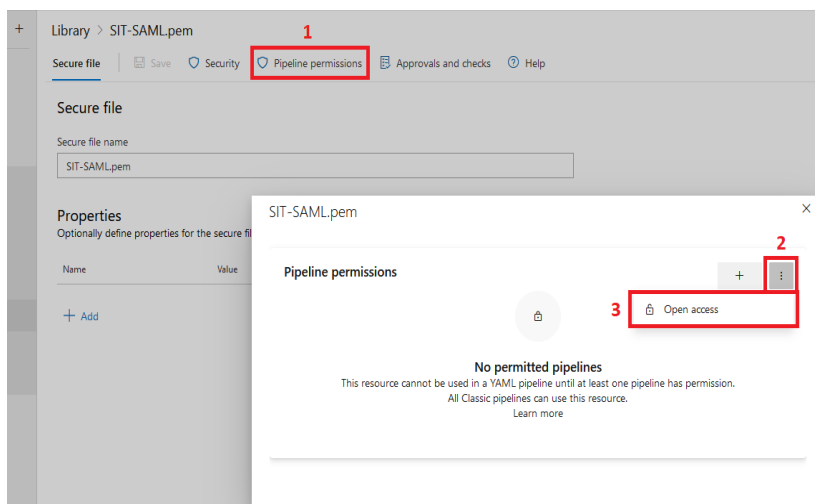 Library > SIT-SAML.pem
1
Secure file Save Security Pipeline permissions Approvals and checks Help
Secure file
Secure file name
SIT-SAML.pem
Properties
Optionally define properties for the secure fil
Name Value
+ Add
SIT-SAML.pem
2
Pipeline permissions
3 Open access
No permitted pipelines
This resource cannot be used in a YAML pipeline until at least one pipeline has permission.
All Classic pipelines can use this resource.
Learn more